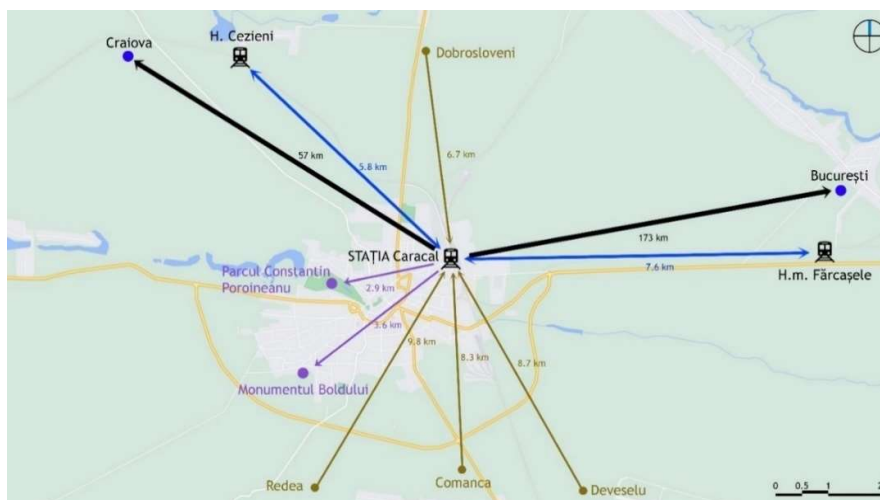 Craiova
H. Cezieni
Dobrosloveni
57 km
5.8 km
6.7 km
București
173 km
STAȚIA Caracal
7.6 km
H.m. Fărcașele
Parcul Constantin
Poroineanu
2.9 km
3.6 km
9.8 km
8.3 km
8.7 km
Monumentul Boldului
Redea
Comanca
Deveselu
0 0.5 1 2